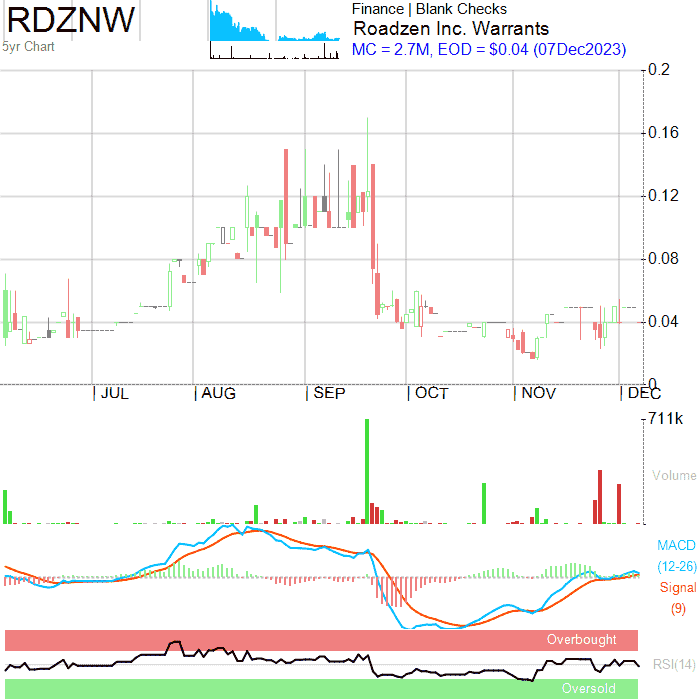 RDZNW
5yr Chart
Finance | Blank Checks
Roadzen Inc. Warrants
MC = 2.7M, EOD = $0.04 (07Dec2023)
0.2
0.16
0.12
0.08
0.04
0
JUL
AUG
SEP
OCT
NOV
DEC
711k
Volume
MACD
(12-26)
Signal
(9)
Overbought
RSI(14)
Oversold